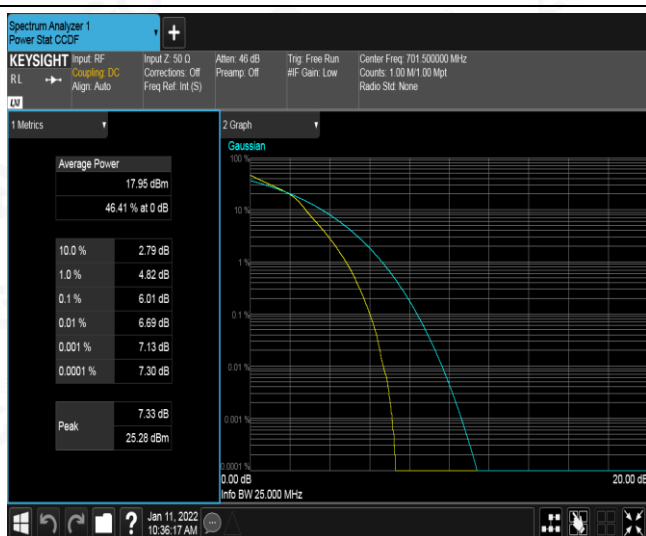 Spectrum Analyzer 1
Power Stat CCDF
+
KEYSIGHT
RL
LXI
Input: RF
Coupling: DC
Align: Auto
Input Z: 50 Ω
Corrections: Off
Freq Ref: Int (S)
Atten: 46 dB
Preamp: Off
Trig: Free Run
#IF Gain: Low
Center Freq: 701.500000 MHz
Counts: 1.00 M/1.00 Mpt
Radio Std: None
1 Metrics
Average Power
17.95 dBm
46.41 % at 0 dB
10.0 % 2.79 dB
1.0 % 4.82 dB
0.1 % 6.01 dB
0.01 % 6.69 dB
0.001 % 7.13 dB
0.0001 % 7.30 dB
Peak 7.33 dB
25.28 dBm
2 Graph
Gaussian
100 %
10 %
1 %
0.1 %
0.01 %
0.001 %
0.0001 %
0.00 dB 20.00 dB
Info BW 25.000 MHz
?
Jan 11, 2022
10:36:17 AM